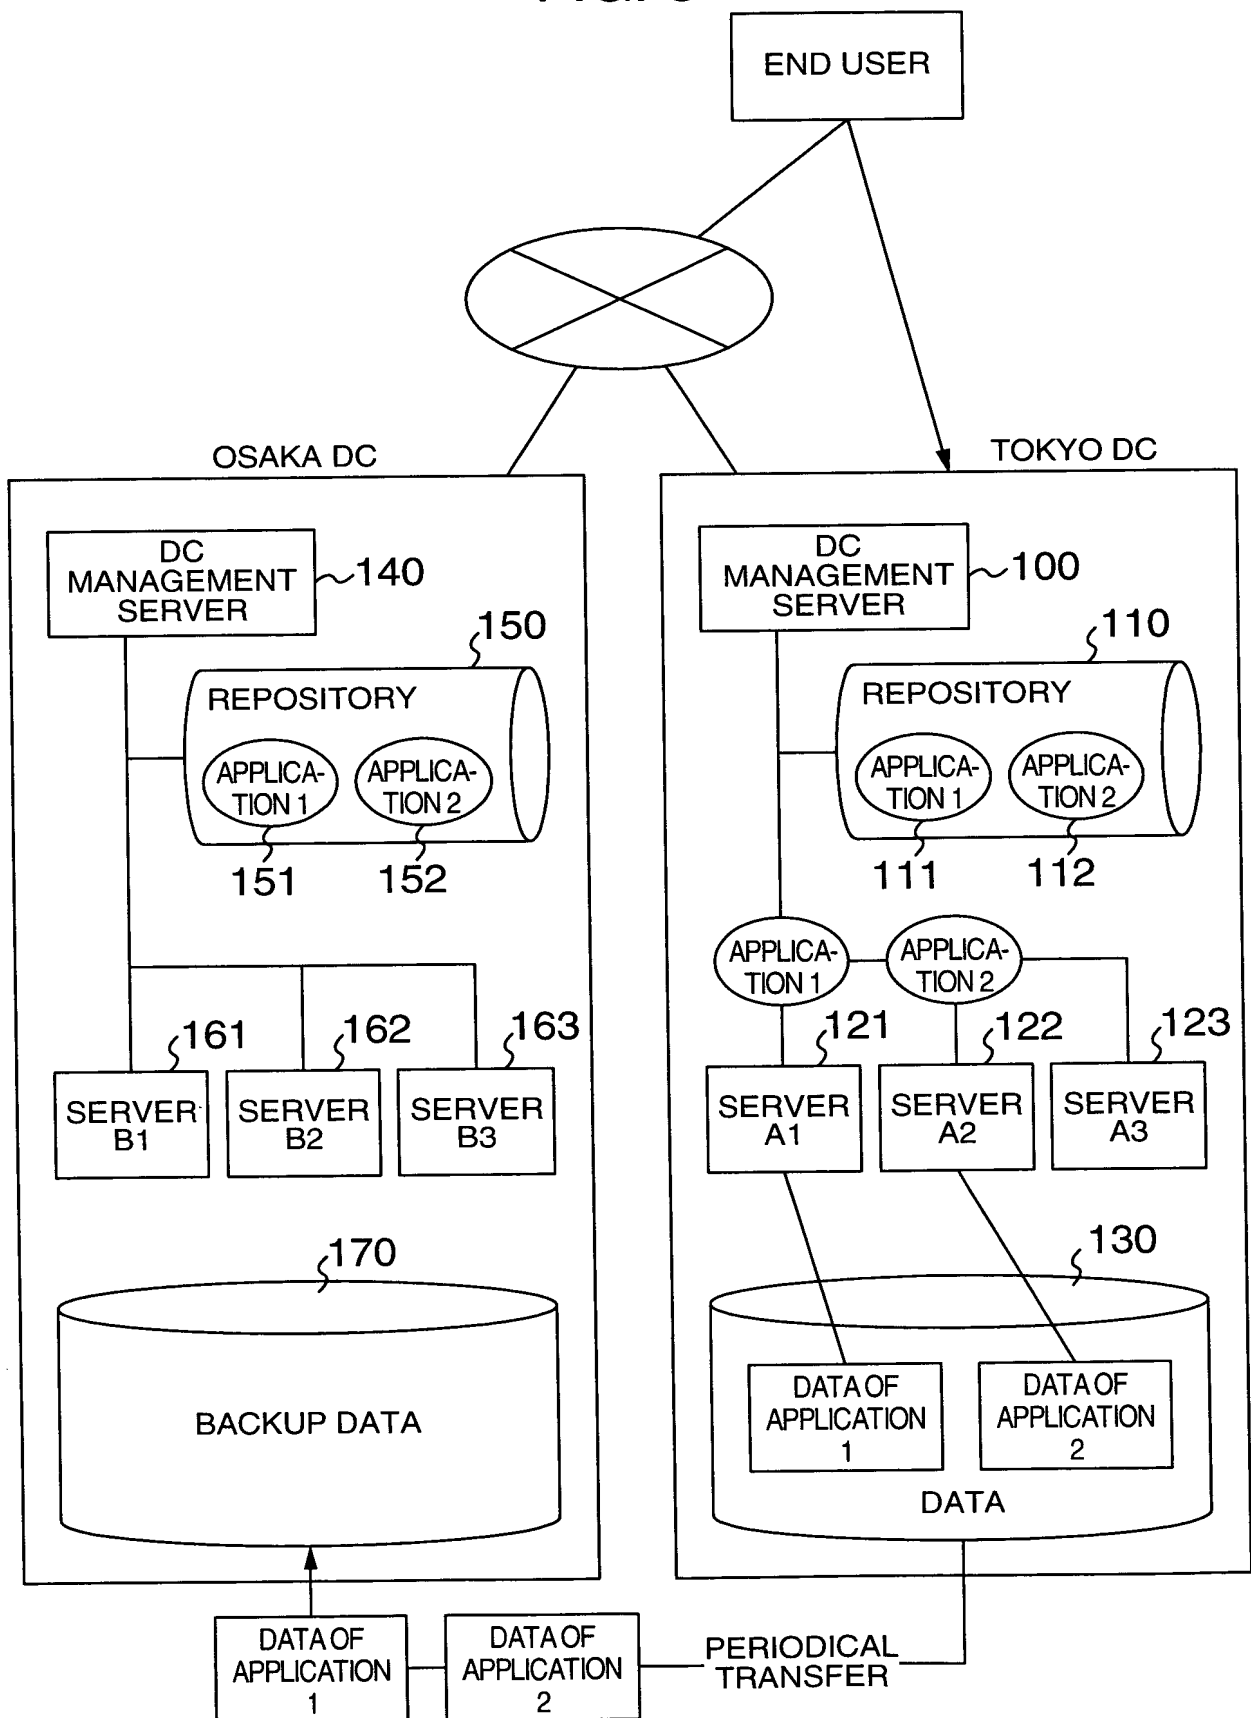 END USER
OSAKA DC
TOKYO DC
DC
MANAGEMENT
SERVER
140
DC
MANAGEMENT
SERVER
100
150
REPOSITORY
APPLICA-
TION 1
APPLICA-
TION 2
151
152
110
REPOSITORY
APPLICA-
TION 1
APPLICA-
TION 2
111
112
APPLICA-
TION 1
APPLICA-
TION 2
161
162
163
SERVER
B1
SERVER
B2
SERVER
B3
121
122
123
SERVER
A1
SERVER
A2
SERVER
A3
170
BACKUP DATA
130
DATA OF
APPLICATION
1
DATA OF
APPLICATION
2
DATA
DATA OF
APPLICATION
1
DATA OF
APPLICATION
2
PERIODICAL
TRANSFER